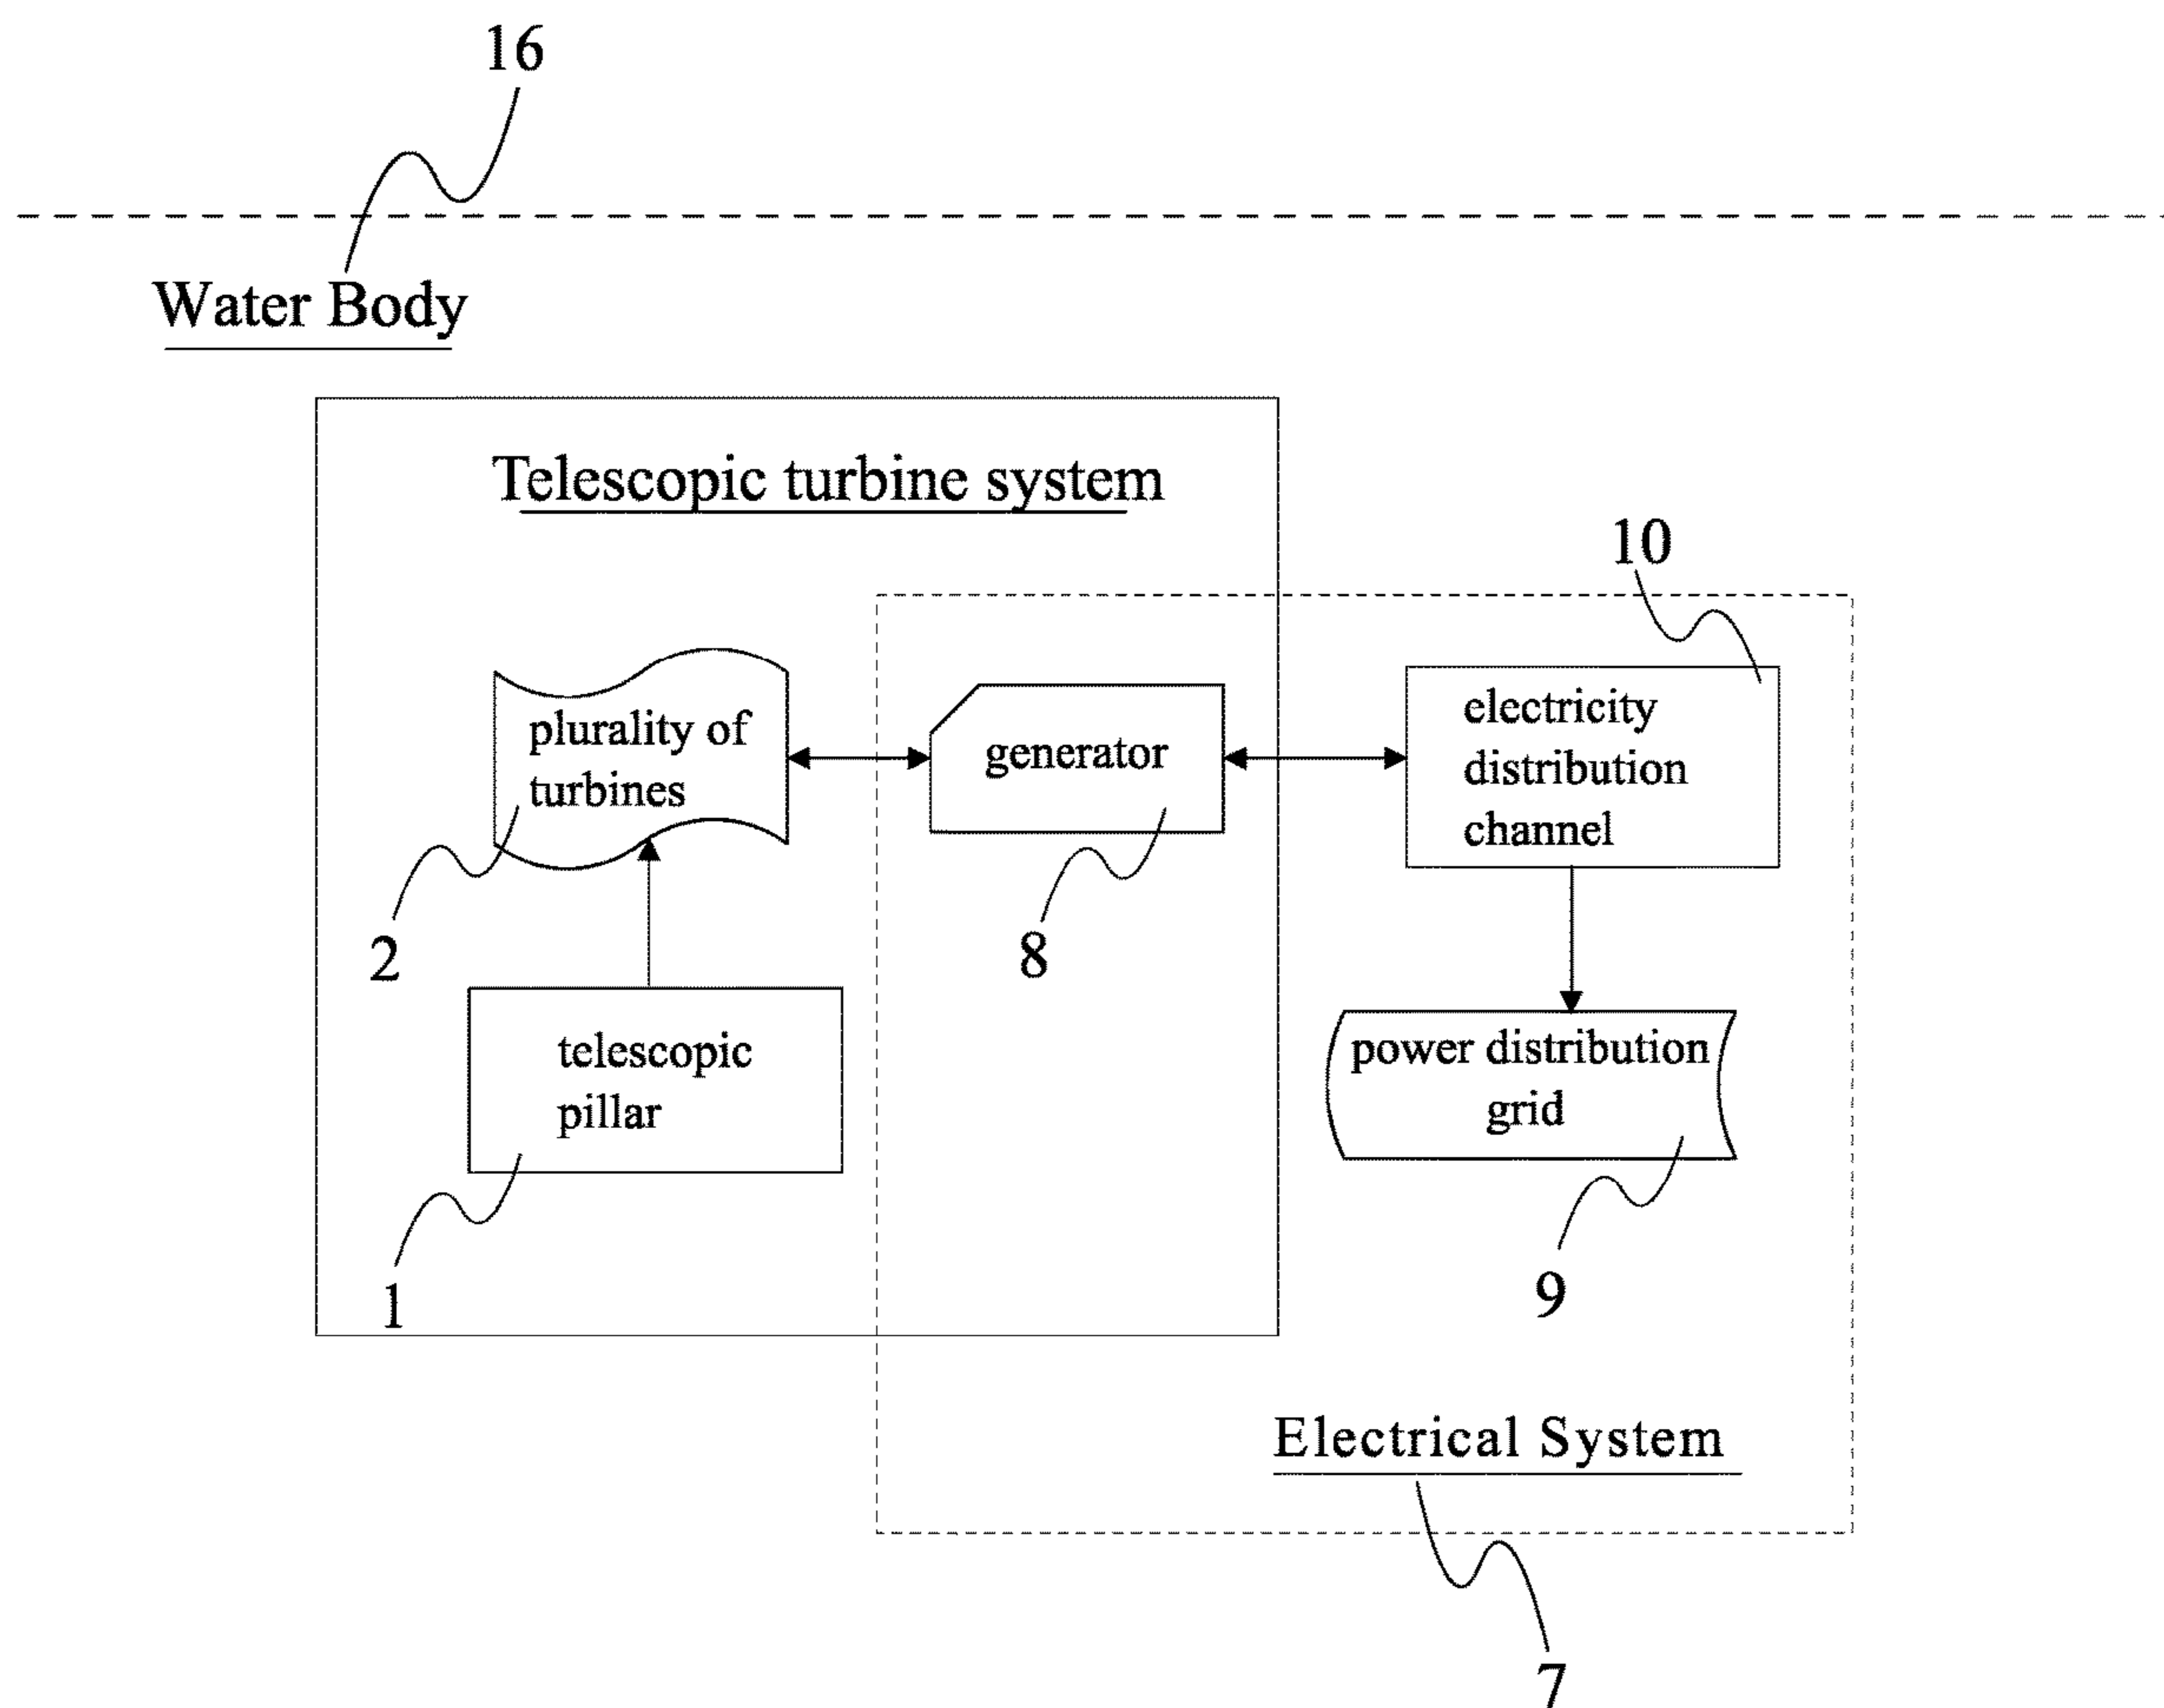 16
Water Body
Telescopic turbine system
10
plurality of
turbines
generator
electricity
distribution
channel
2
8
telescopic
pillar
power distribution
grid
1
9
Electrical System
7